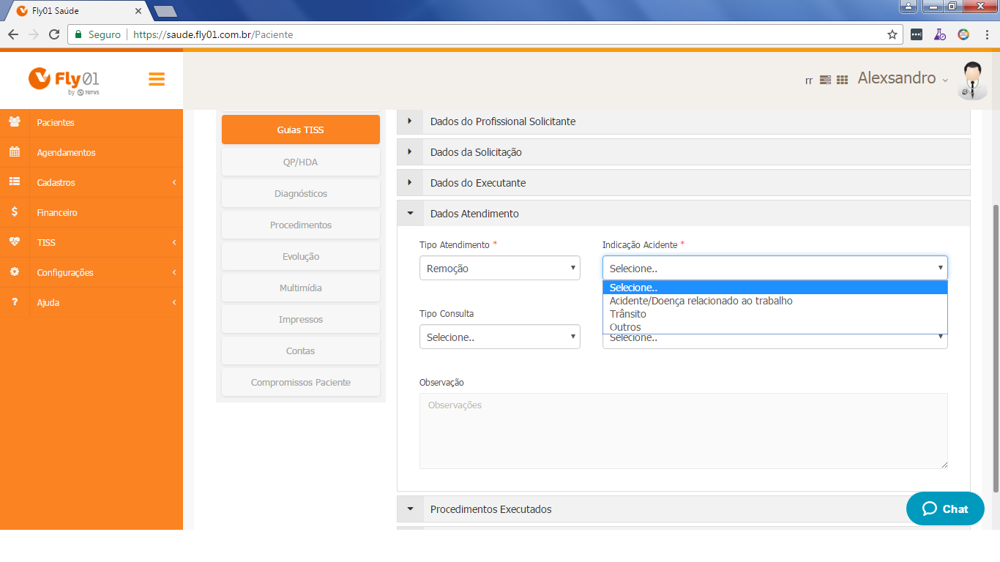 Fly01 Saúde
Seguro
https://saude.fly01.com.br/Paciente
Fly01
by TOTVS
rr
Alexsandro
Pacientes
Agendamentos
Cadastros
Financeiro
TISS
Configurações
Ajuda
Guias TISS
QP/HDA
Diagnósticos
Procedimentos
Evolução
Multimídia
Impressos
Contas
Compromissos Paciente
Dados do Profissional Solicitante
Dados da Solicitação
Dados do Executante
Dados Atendimento
Tipo Atendimento *
Indicação Acidente *
Remoção
Selecione..
Selecione..
Acidente/Doença relacionado ao trabalho
Trânsito
Outros
Tipo Consulta
Selecione..
Selecione..
Observação
Observações
Procedimentos Executados
Chat